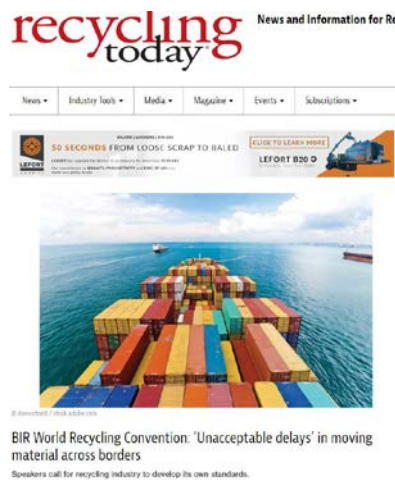 recycling
today
News and Information for Re
News Industry Tools Media Magazine Events Subscriptions
50 SECONDS FROM LOOSE SCRAP TO BALED
CLICK TO LEARN MORE
LEFORT
LEFORT B20
BIR World Recycling Convention: 'Unacceptable delays' in moving
material across borders
Speakers call for recycling industry to develop its own standards.